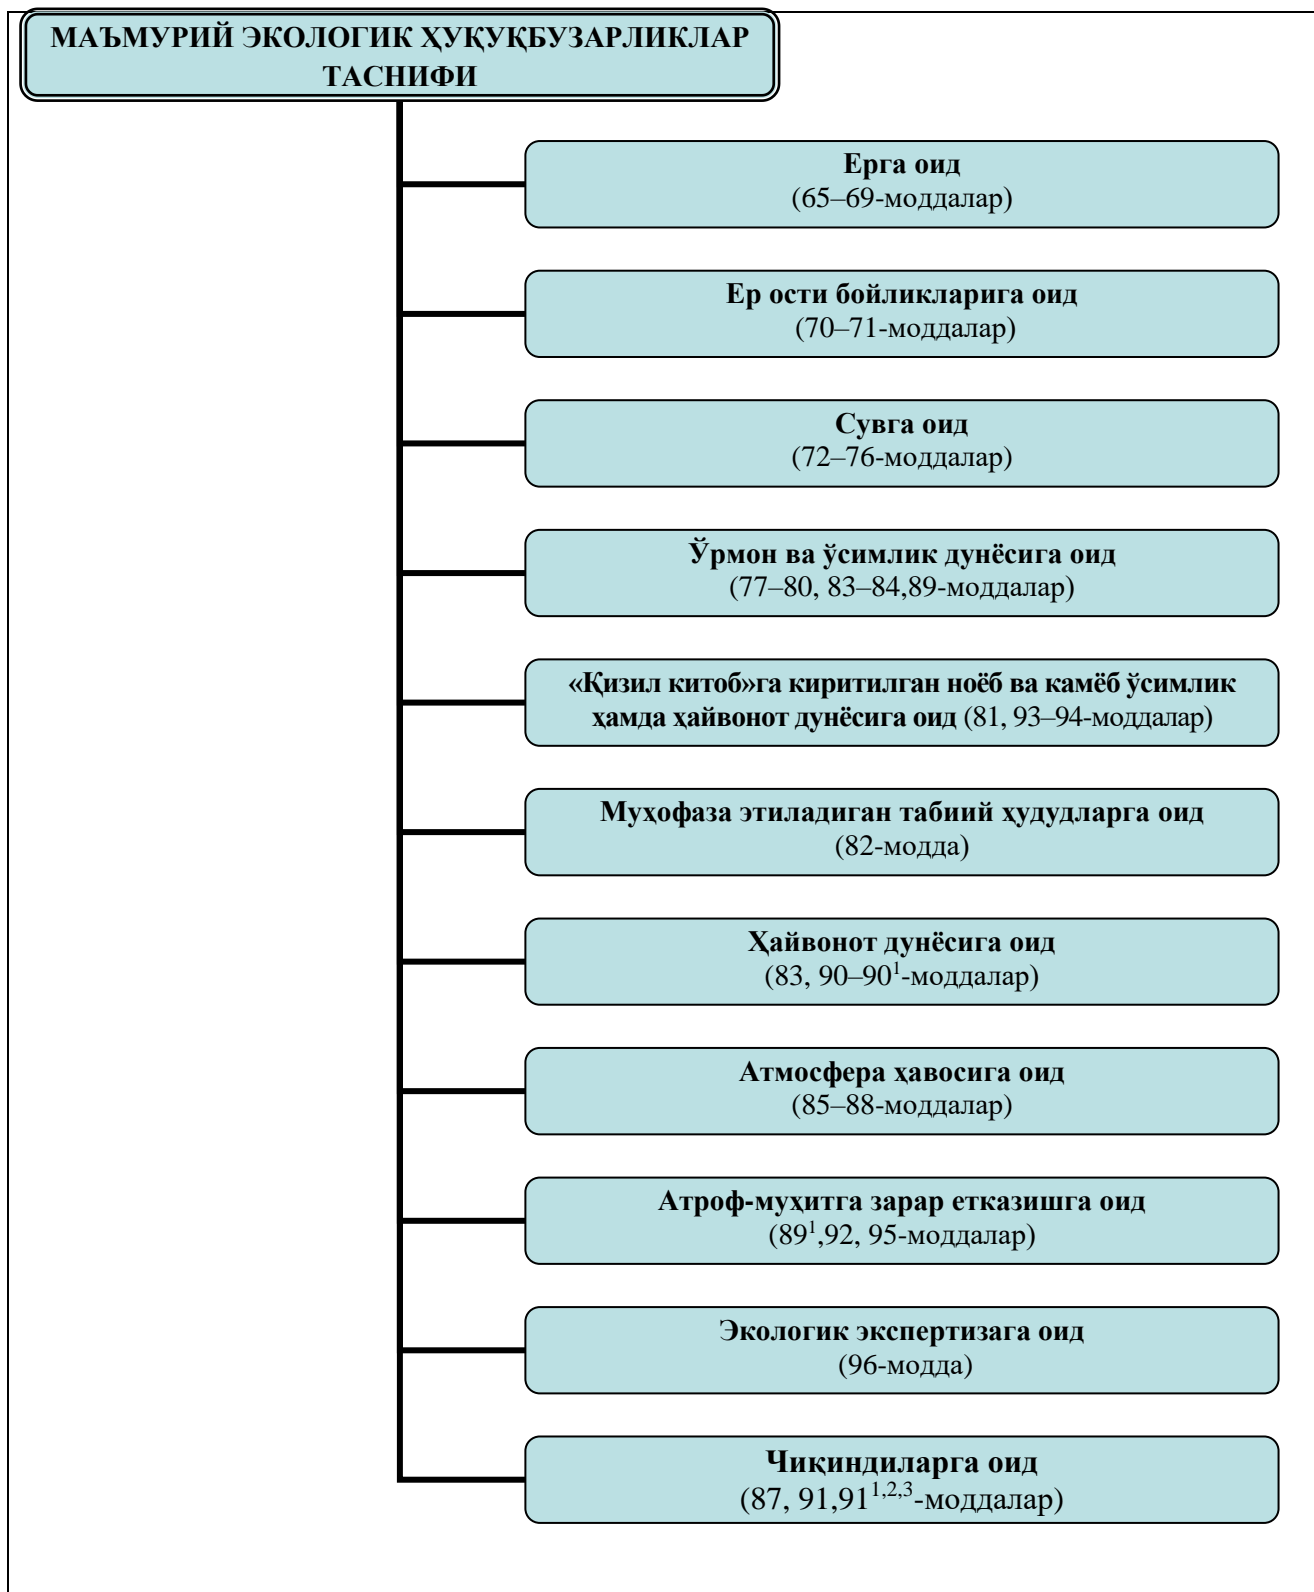 МАЪМУРИЙ ЭКОЛОГИК ҲУҚУҚБУЗАРЛИКЛАР
ТАСНИФИ
Ерга оид
(65–69-моддалар)
Ер ости бойликларига оид
(70–71-моддалар)
Сувга оид
(72–76-моддалар)
Ўрмон ва ўсимлик дунёсига оид
(77–80, 83–84,89-моддалар)
«Қизил китоб»га киритилган ноёб ва камёб ўсимлик
ҳамда ҳайвонот дунёсига оид (81, 93–94-моддалар)
Муҳофаза этиладиган табиий ҳудудларга оид
(82-модда)
Ҳайвонот дунёсига оид
(83, 90–90¹-моддалар)
Атмосфера ҳавосига оид
(85–88-моддалар)
Атроф-муҳитга зарар етказишга оид
(89¹,92, 95-моддалар)
Экологик экспертизага оид
(96-модда)
Чиқиндиларга оид
(87, 91,91¹,²,³-моддалар)